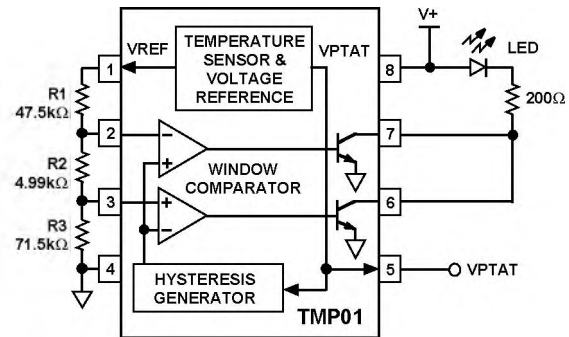 V+
TEMPERATURE
SENSOR &
VOLTAGE
REFERENCE
VREF
VPTAT
1
8
LED
R1
47.5kΩ
200Ω
2
7
−
+
R2
4.99kΩ
WINDOW
COMPARATOR
3
6
+
−
R3
71.5kΩ
4
5
VPTAT
HYSTERESIS
GENERATOR
TMP01